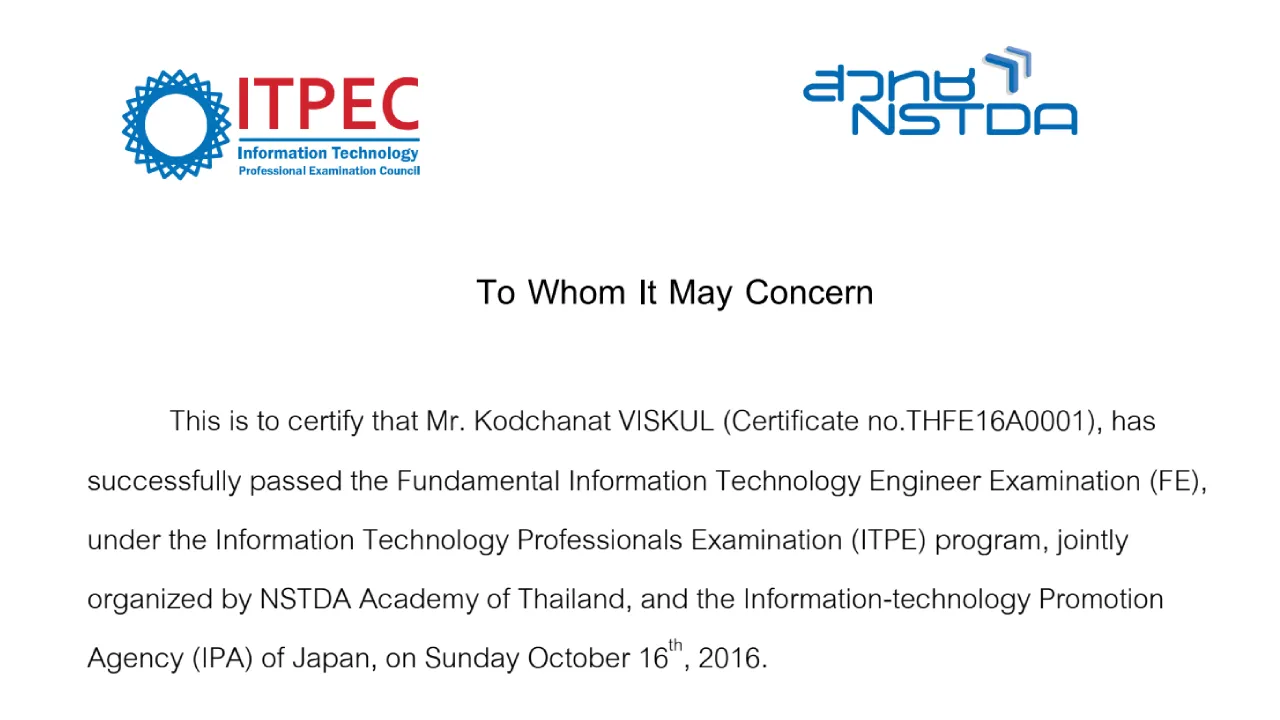 ITPEC
Information Technology
Professional Examination Council
สวทช
NSTDA
To Whom It May Concern
This is to certify that Mr. Kodchanat VISKUL (Certificate no.THFE16A0001), has
successfully passed the Fundamental Information Technology Engineer Examination (FE),
under the Information Technology Professionals Examination (ITPE) program, jointly
organized by NSTDA Academy of Thailand, and the Information-technology Promotion
Agency (IPA) of Japan, on Sunday October 16th, 2016.